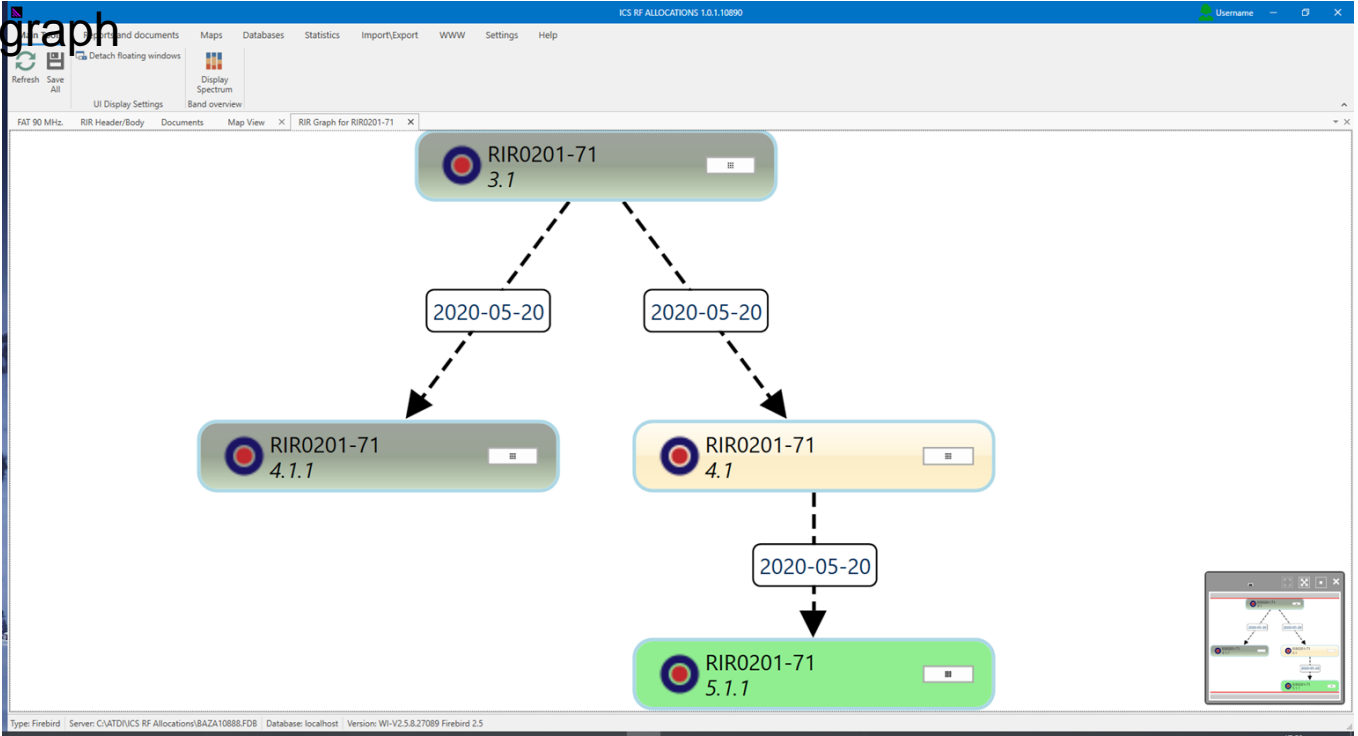 ICS RF ALLOCATIONS 1.0.1.10890
Username
graph
Reports and documents Maps Databases Statistics Import\Export WWW Settings Help
Detach floating windows
Refresh Save All Display Spectrum
UI Display Settings Band overview
FAT 90 MHz. RIR Header/Body Documents Map View RIR Graph for RIR0201-71
RIR0201-71
3.1
2020-05-20 2020-05-20
RIR0201-71 RIR0201-71
4.1.1 4.1
2020-05-20
RIR0201-71
5.1.1
Type: Firebird Server: C:\ATDI\ICS RF Allocations\BAZA10888.FDB Database: localhost Version: WI-V2.5.8.27089 Firebird 2.5